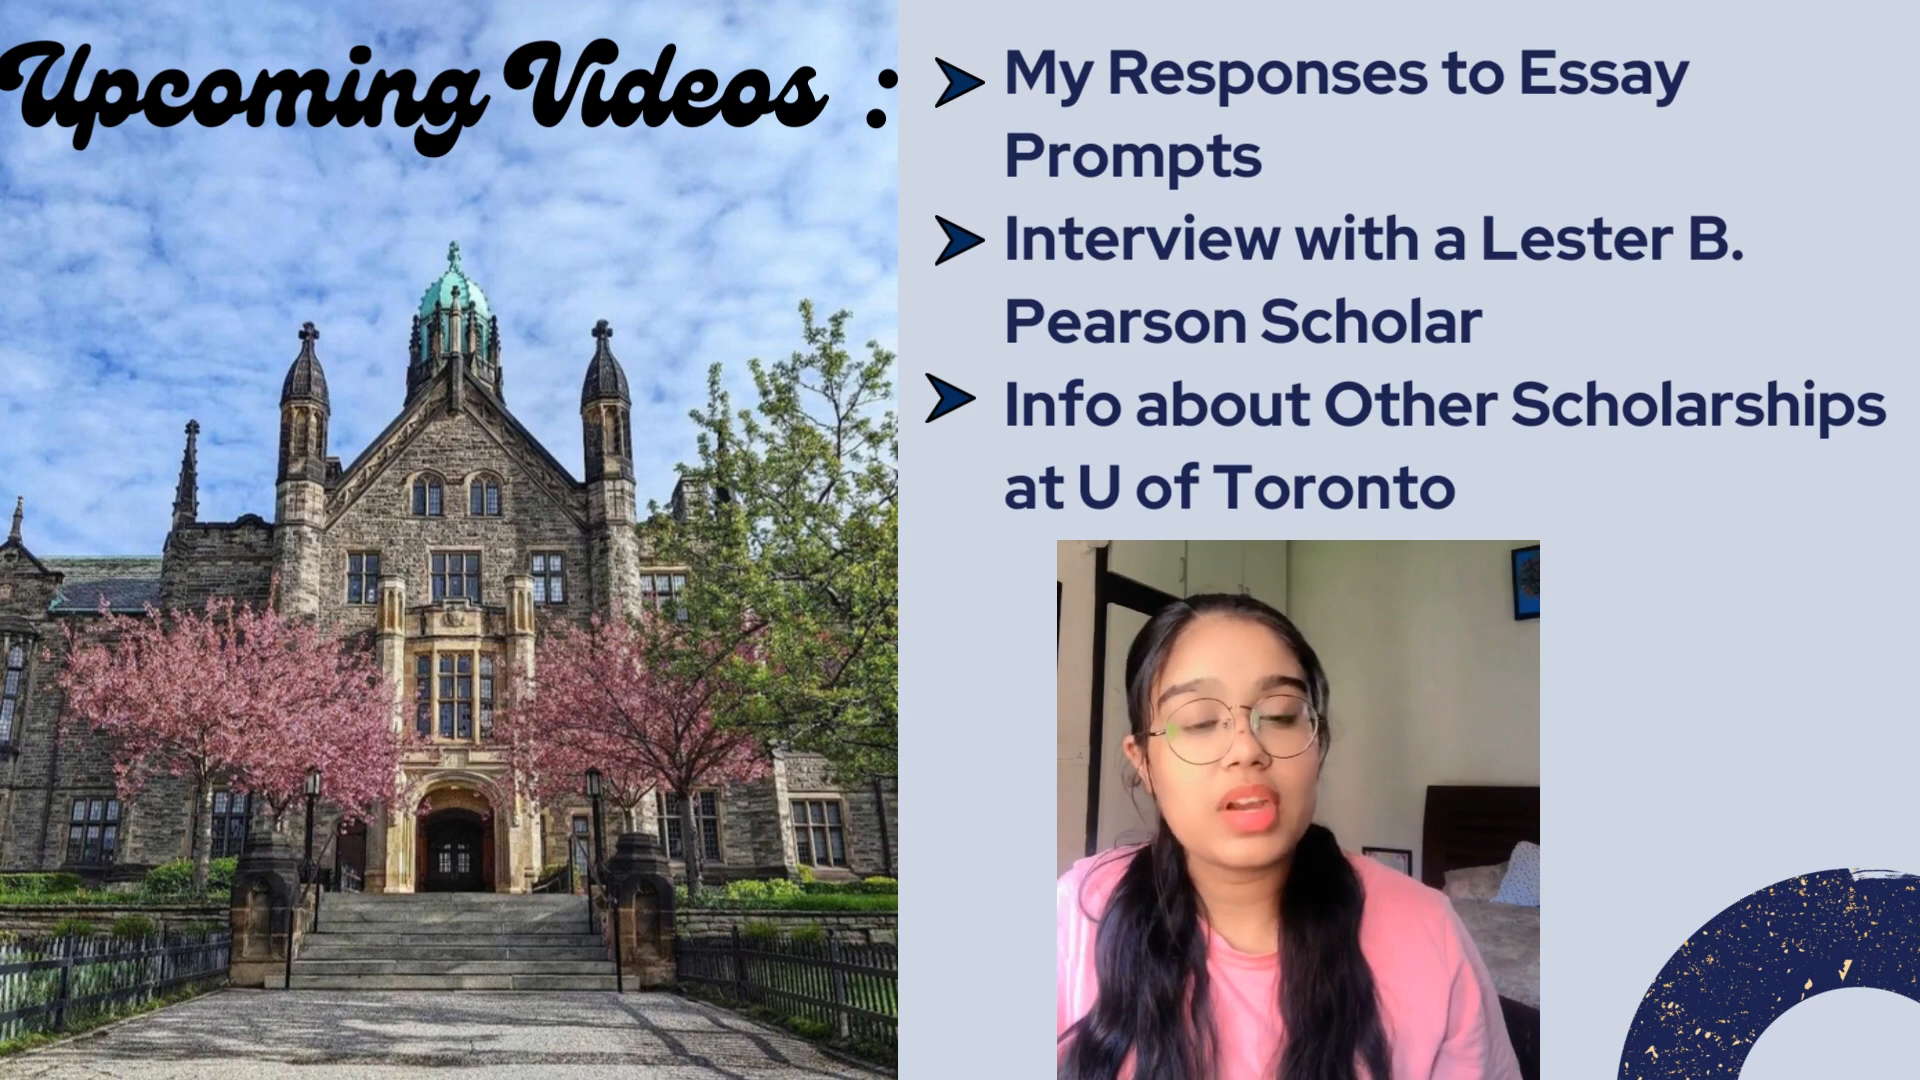 Upcoming Videos :
My Responses to Essay
Prompts
Interview with a Lester B.
Pearson Scholar
Info about Other Scholarships
at U of Toronto